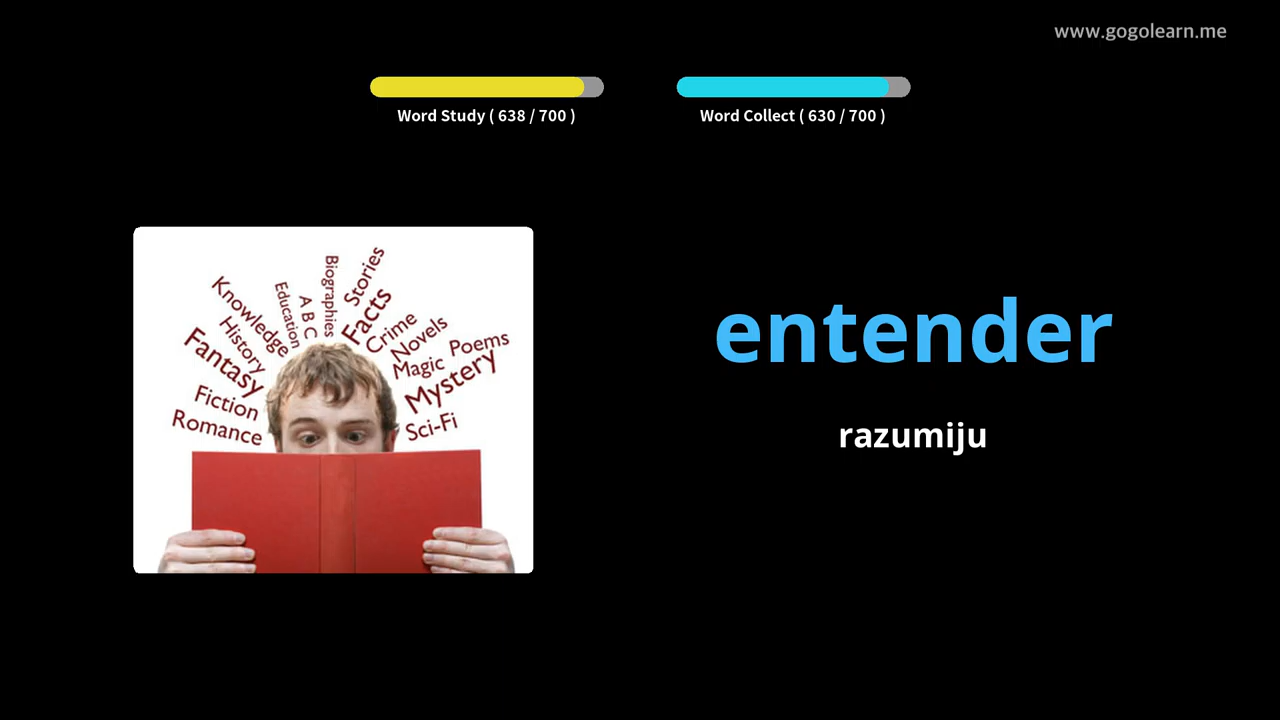 www.gogolearn.me
Word Study ( 638 / 700 )
Word Collect ( 630 / 700 )
Biographies
Stories
Education
A B C
Facts
Knowledge
Crime
History
Novels
Fantasy
Magic
Poems
Mystery
Fiction
Romance
Sci-Fi
entender
razumiju